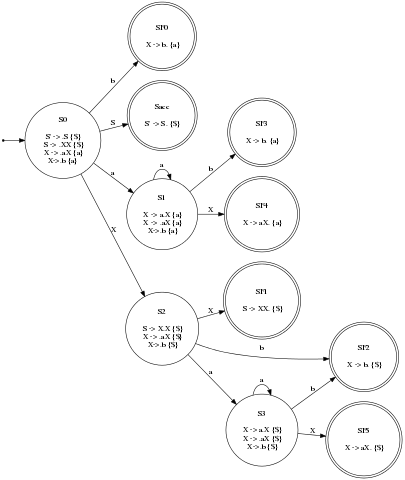 Sf0
X -> b. {a}
b
S0
S' -> .S {$}
S -> .XX {$}
X -> .aX {a}
X->.b {a}
S
Sacc
S' -> S. {$}
a
X
a
S1
X -> a.X {a}
X -> .aX {a}
X->.b {a}
b
Sf3
X -> b. {a}
X
Sf4
X -> aX. {a}
S2
S -> X.X {$}
X -> .aX {$}
X->.b {$}
X
Sf1
S -> XX. {$}
b
Sf2
X -> b. {$}
a
a
S3
X -> a.X {$}
X -> .aX {$}
X->.b {$}
b
X
Sf5
X -> aX. {$}